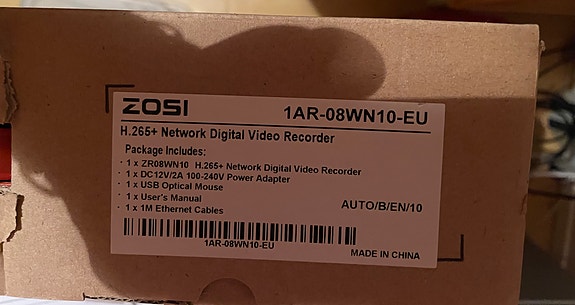 ZOSI 1AR-08WN10-EU
H.265+ Network Digital Video Recorder
Package Includes:
· 1 x ZR08WN10 H.265+ Network Digital Video Recorder
· 1 x DC12V/2A 100-240V Power Adapter
· 1 x USB Optical Mouse
· 1 x User's Manual
· 1 x 1M Ethernet Cables
AUTO/B/EN/10
1AR-08WN10-EU
MADE IN CHINA